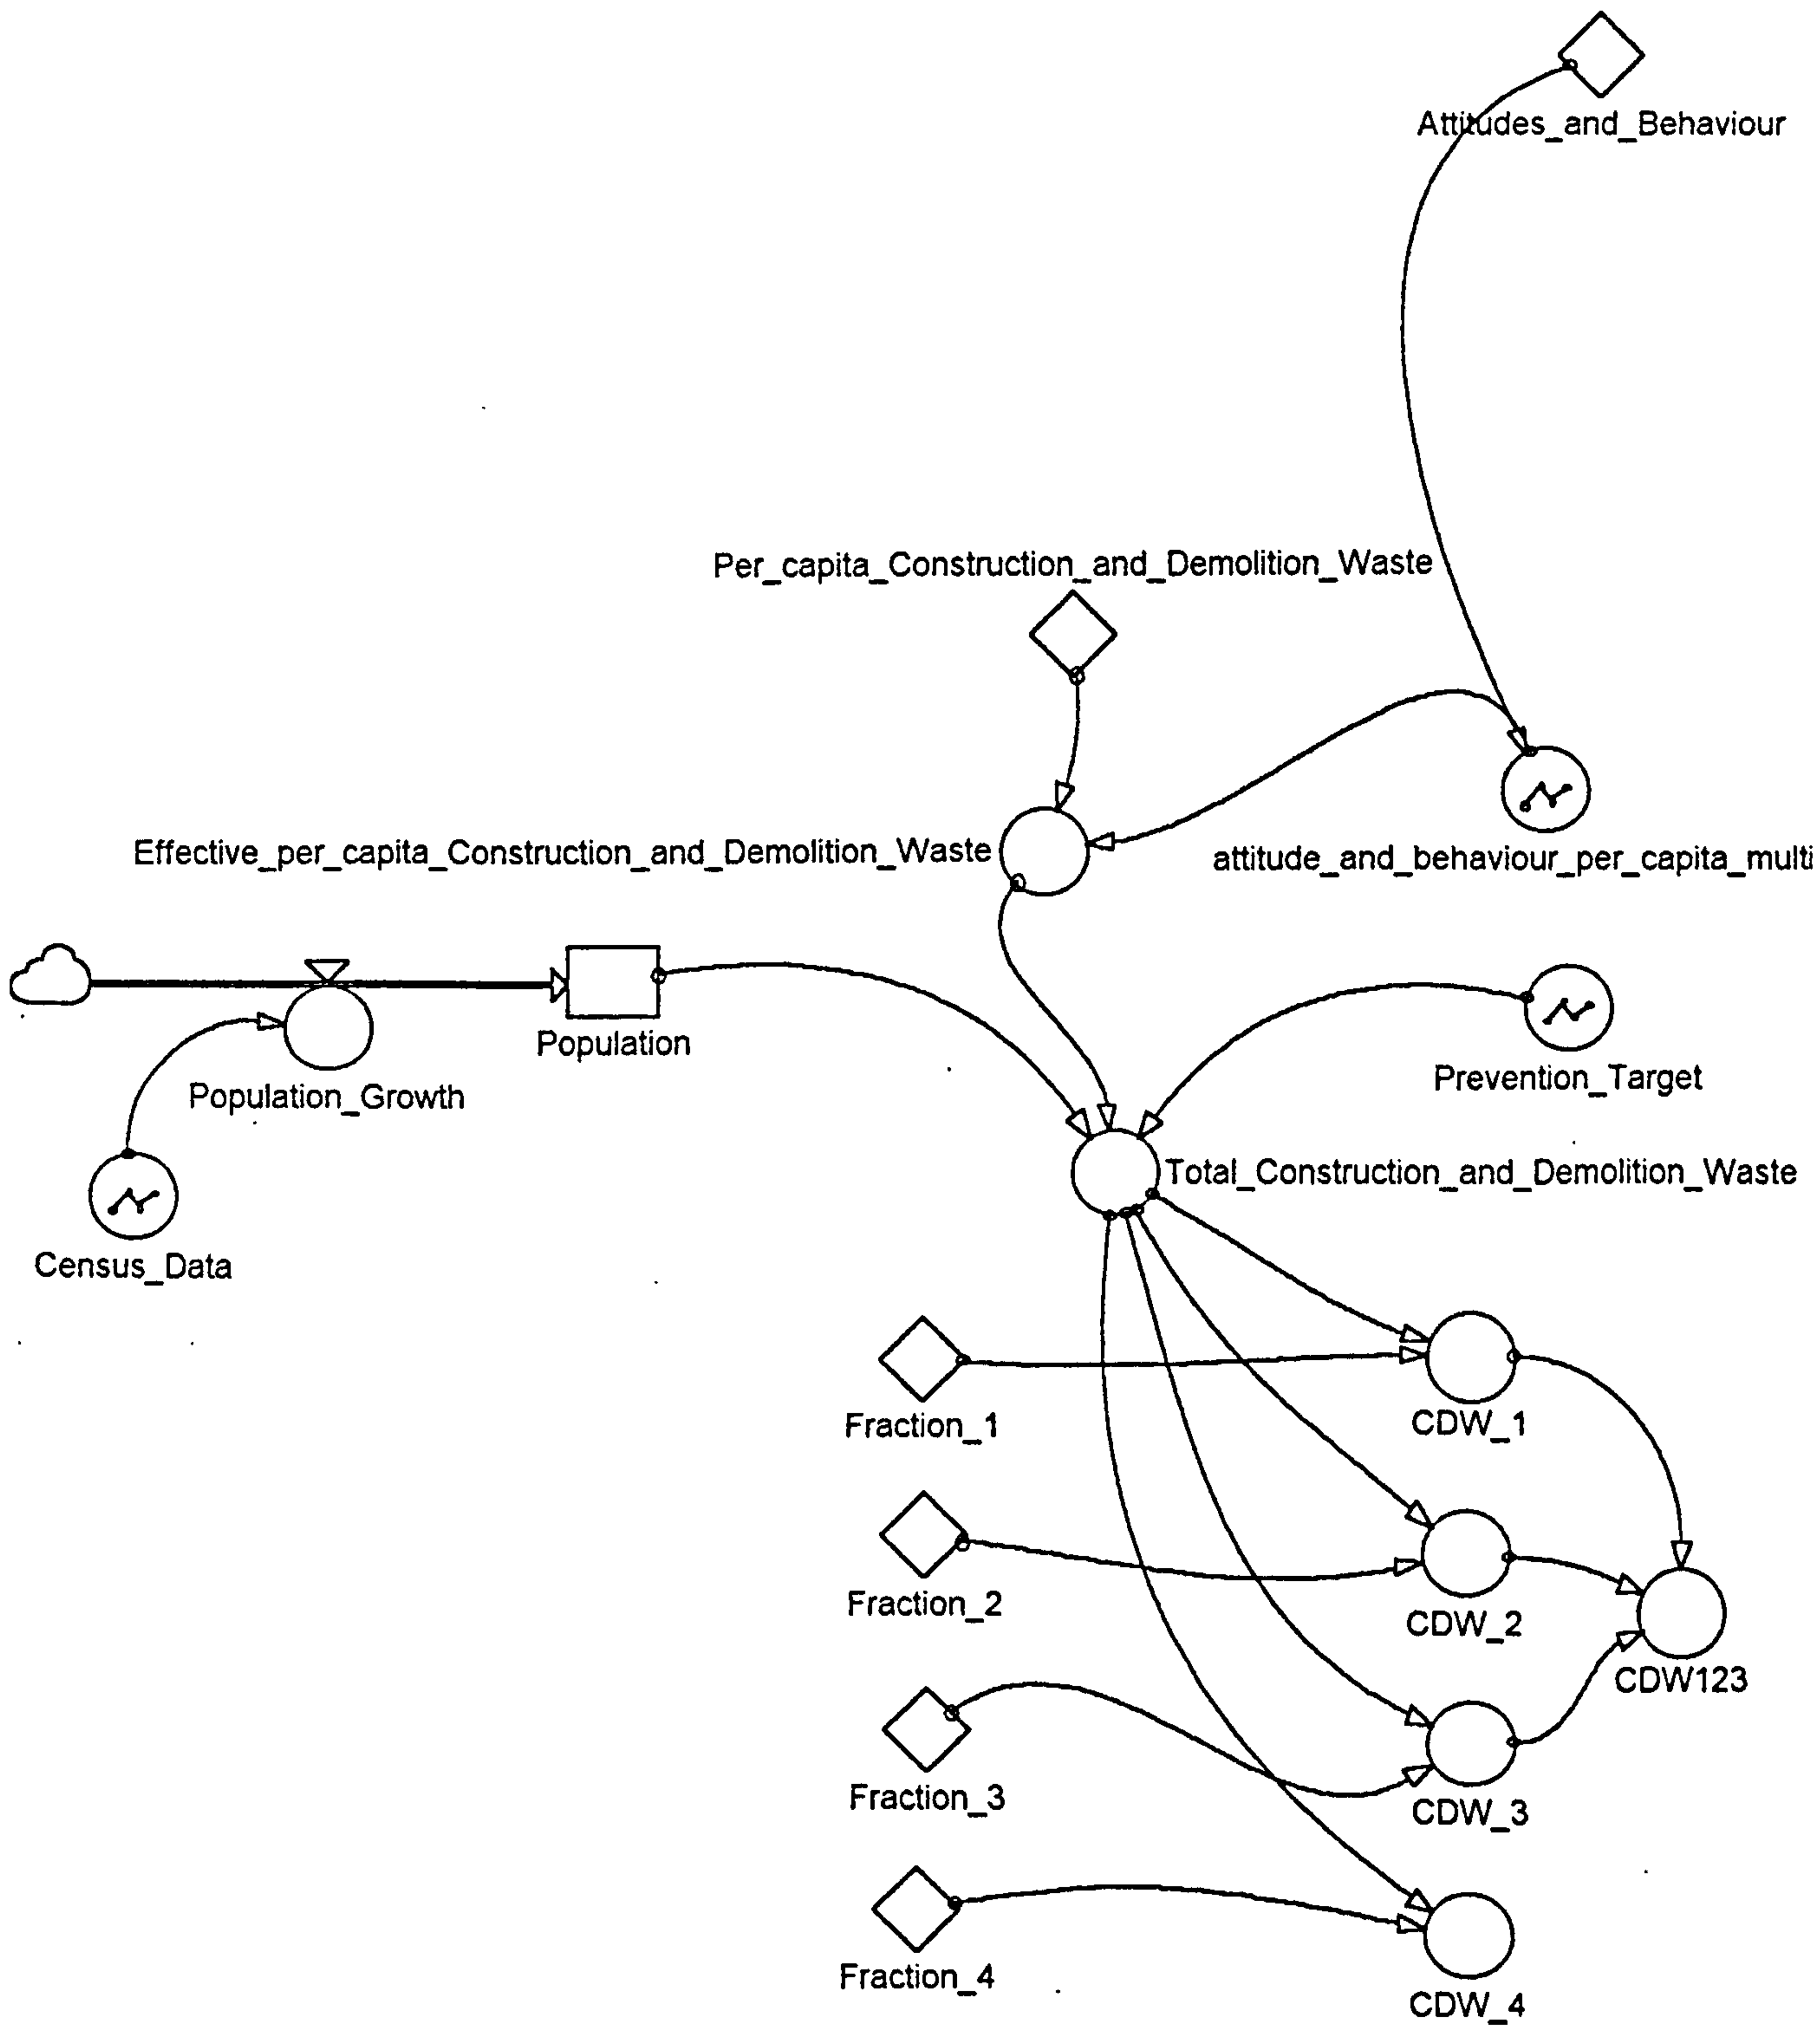 Attitudes_and_Behaviour
Per_capita_Construction_and_Demolition_Waste
Effective_per_capita_Construction_and_Demolition_Waste
attitude_and_behaviour_per_capita_multi
Population
Prevention_Target
Population_Growth
Total_Construction_and_Demolition_Waste
Census_Data
Fraction_1
CDW_1
Fraction_2
CDW_2
CDW123
Fraction_3
CDW_3
Fraction_4
CDW_4